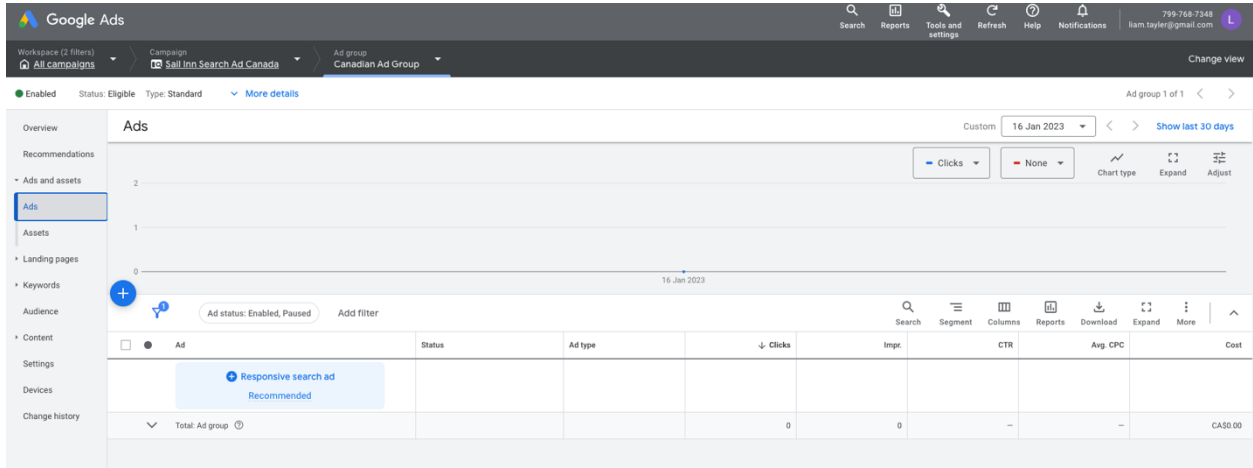 Google Ads
Search
Reports
Tools and
settings
Refresh
Help
Notifications
799-768-7348
liam.tayler@gmail.com
L
Workspace (2 filters)
All campaigns
Campaign
Sail Inn Search Ad Canada
Ad group
Canadian Ad Group
Change view
Enabled Status: Eligible Type: Standard More details
Ad group 1 of 1
Overview
Recommendations
Ads and assets
Ads
Assets
Landing pages
Keywords
Audience
Content
Settings
Devices
Change history
Ads
Custom 16 Jan 2023 Show last 30 days
Clicks
None
Chart type
Expand
Adjust
2
1
0
16 Jan 2023
1
Ad status: Enabled, Paused Add filter
Search
Segment
Columns
Reports
Download
Expand
More
Ad Status Ad type Clicks Impr. CTR Avg. CPC Cost
Responsive search ad
Recommended
Total: Ad group 0 0 – – CA$0.00